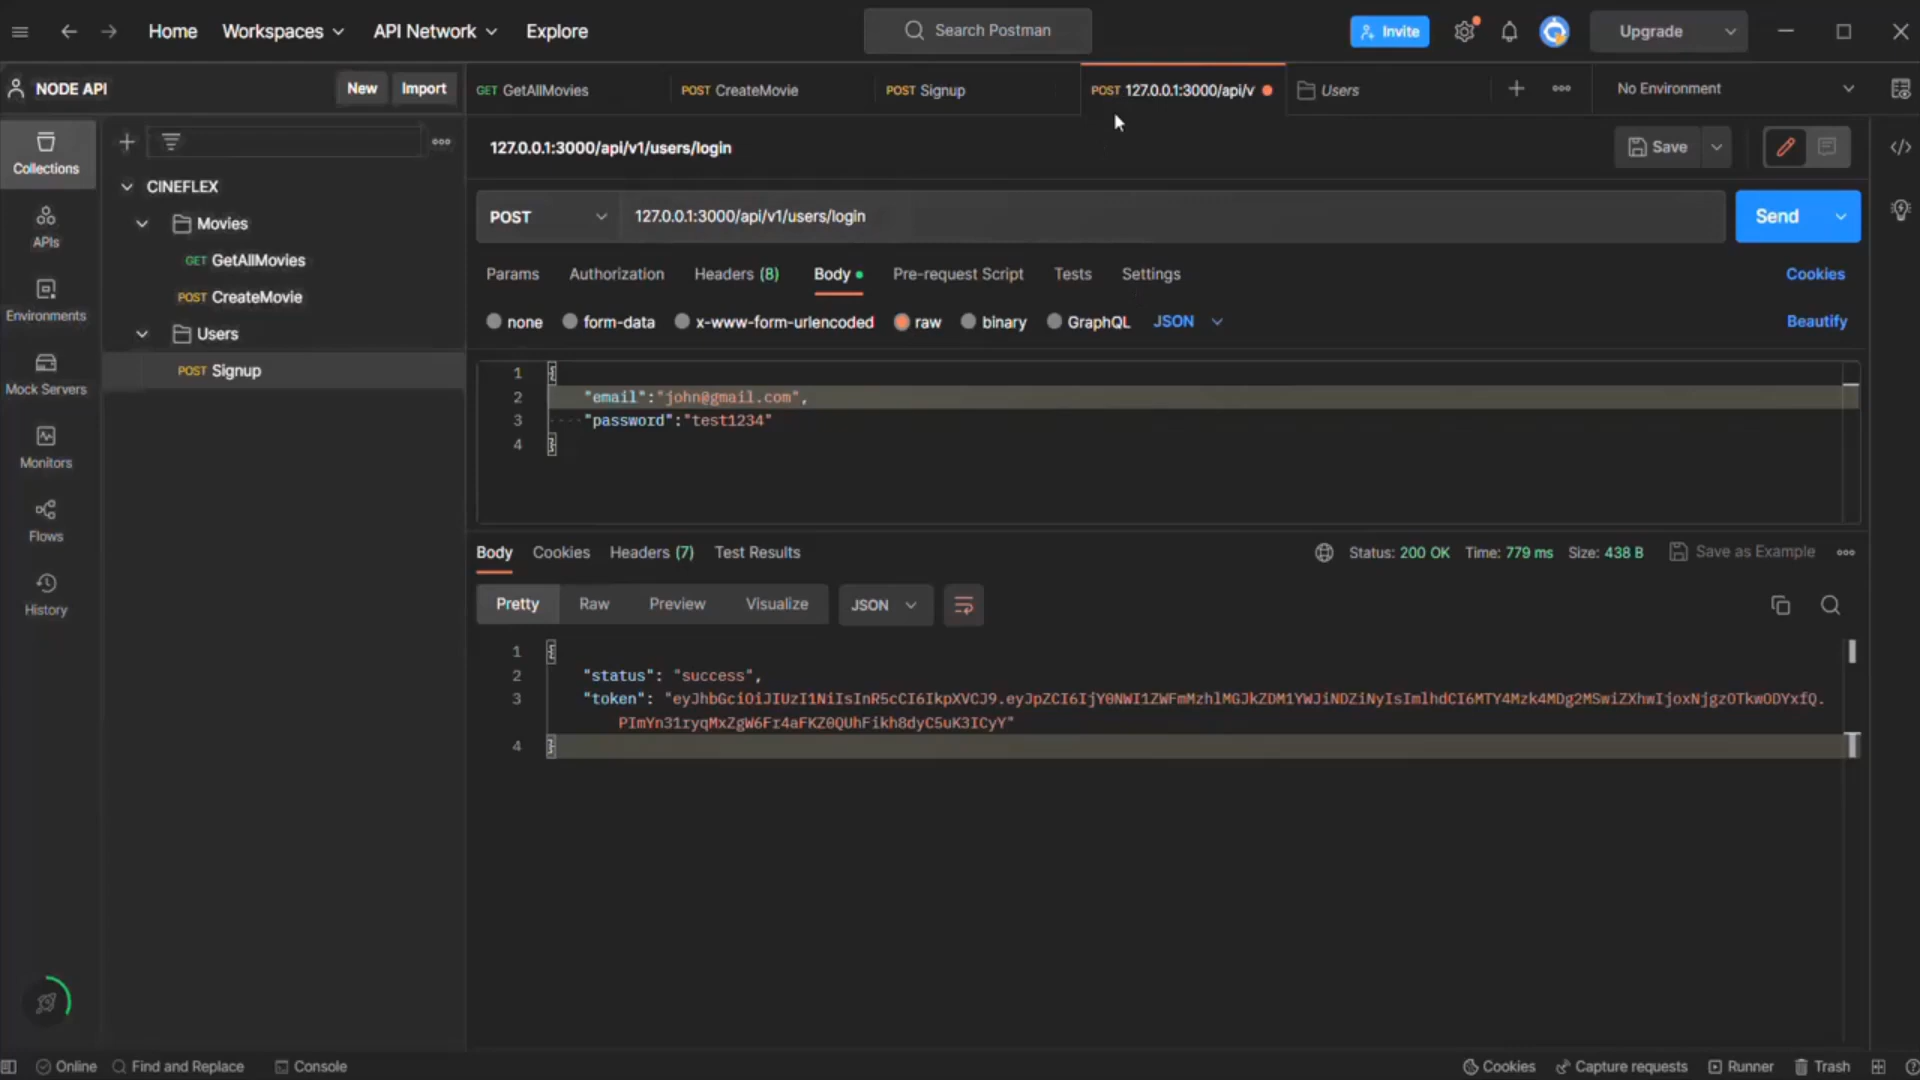 Home Workspaces API Network Explore Search Postman Invite Upgrade
NODE API New Import GET GetAllMovies POST CreateMovie POST Signup POST 127.0.0.1:3000/api/v Users No Environment
Collections
APIs
Environments
Mock Servers
Monitors
Flows
History
CINEFLEX
Movies
GET GetAllMovies
POST CreateMovie
Users
POST Signup
127.0.0.1:3000/api/v1/users/login Save
POST 127.0.0.1:3000/api/v1/users/login Send
Params Authorization Headers (8) Body Pre-request Script Tests Settings Cookies
none form-data x-www-form-urlencoded raw binary GraphQL JSON Beautify
1 {
2 "email":"john@gmail.com",
3 "password":"test1234"
4 }
Body Cookies Headers (7) Test Results Status: 200 OK Time: 779 ms Size: 438 B Save as Example
Pretty Raw Preview Visualize JSON
1 {
2 "status": "success",
3 "token": "eyJhbGciOiJIUzI1NiIsInR5cCI6IkpXVCJ9.eyJpZCI6IjY0NWI1ZWFmMzhlMGJkZDM1YWJiNDZiNyIsImlhdCI6MTY4Mzk4MDg2MSwiZXhwIjoxNjgzOTkwODYxfQ.
PImYn31ryqMxZgW6Fr4aFKZ0QUhFikh8dyC5uK3ICyY"
4 }
Online Find and Replace Console Cookies Capture requests Runner Trash